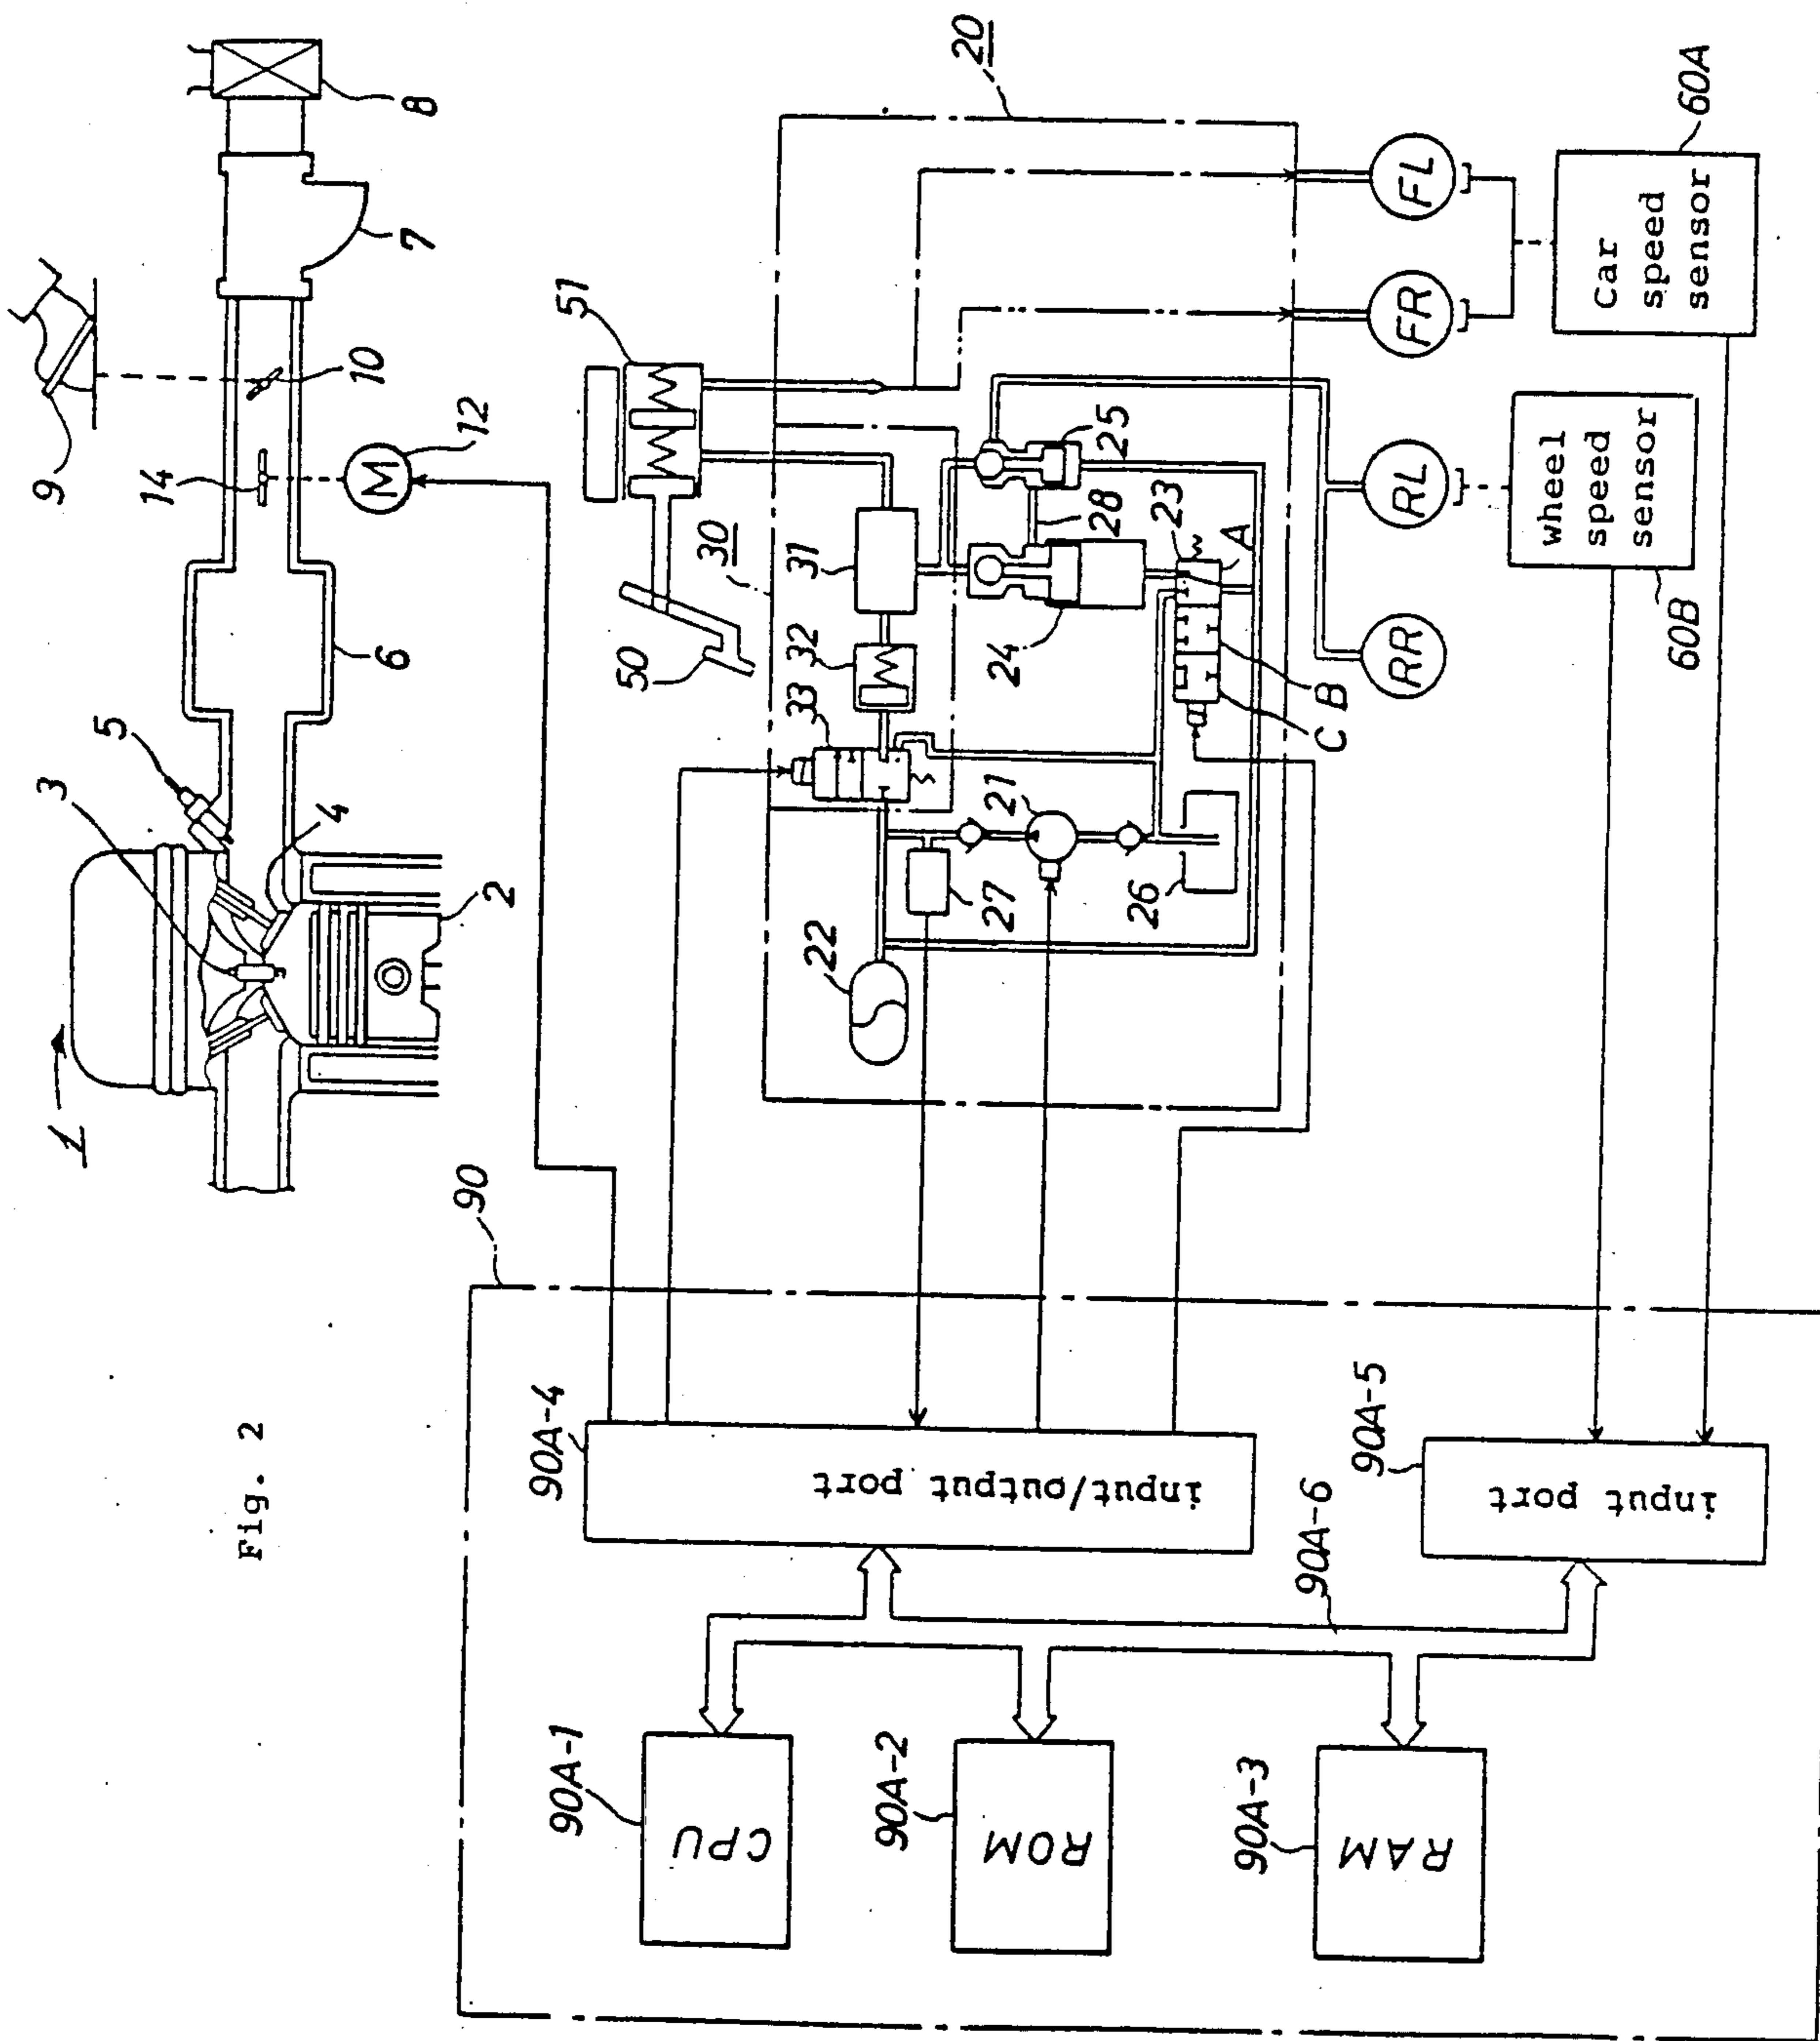 Fig. 2
1
2
3
4
5
6
7
8
9
10
12
M
14
20
21
22
23
24
25
26
27
28
30
31
32
33
A
B
C
50
51
FL
FR
RL
RR
Car
speed
sensor
60A
wheel
speed
sensor
60B
90
90A-1
CPU
90A-2
ROM
90A-3
RAM
90A-4
input/output port
90A-5
input port
90A-6